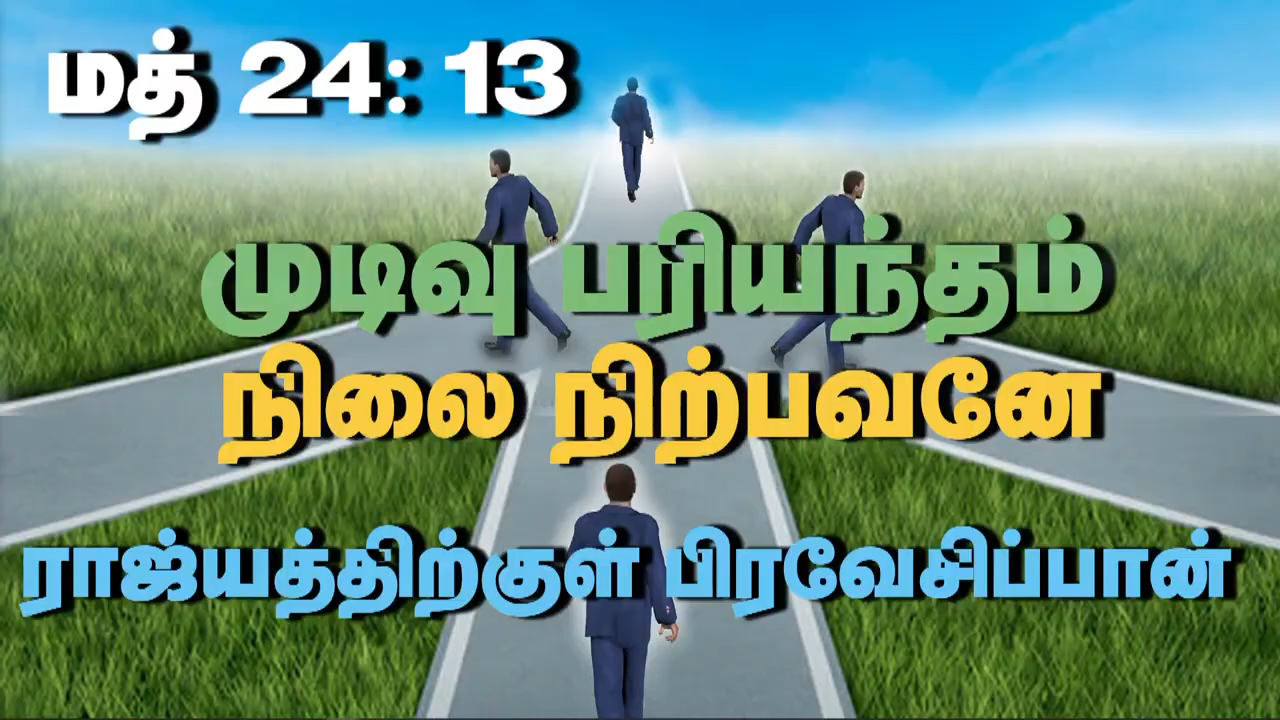 மத் 24: 13
முடிவு பரியந்தம்
நிலை நிற்பவனே
ராஜ்யத்திற்குள் பிரவேசிப்பான்